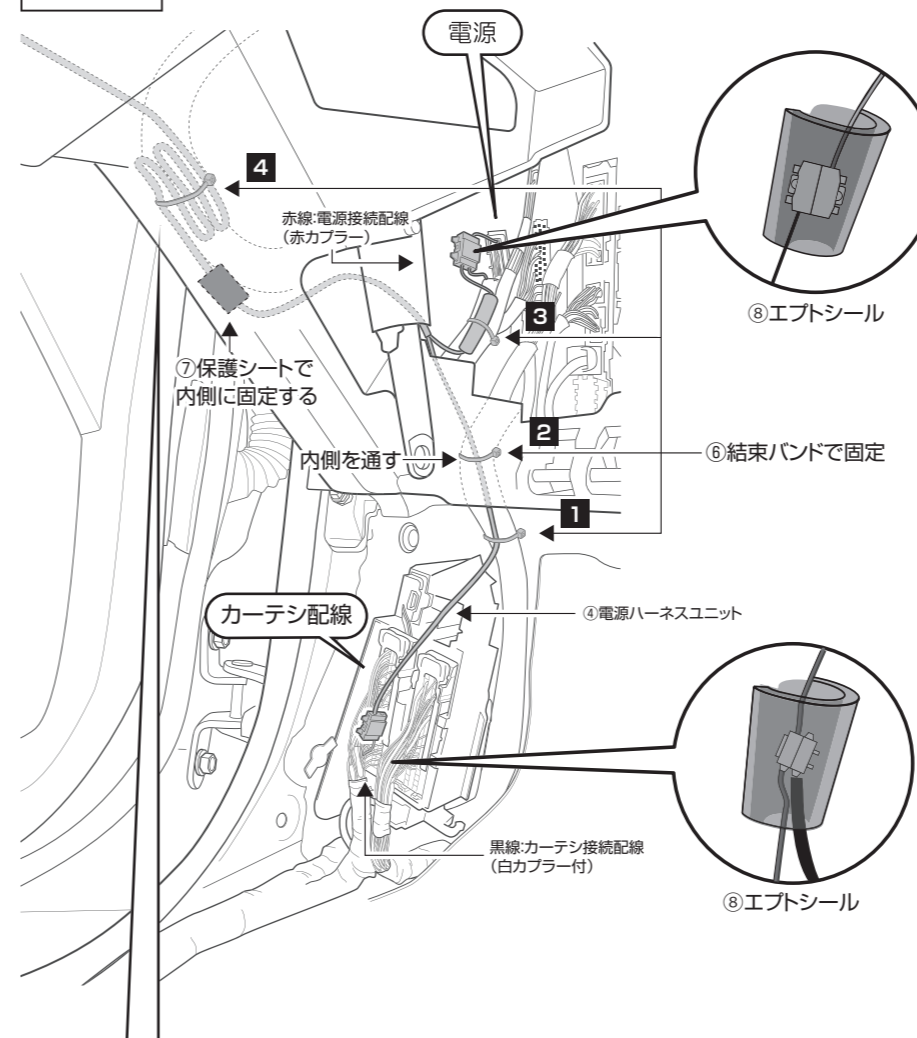 電源
4
赤線:電源接続配線
(赤カプラー)
⑧エプトシール
3
⑦保護シートで
内側に固定する
2
内側を通す
⑥結束バンドで固定
1
カーテシ配線
④電源ハーネスユニット
黒線:カーテシ接続配線
(白カプラー付)
⑧エプトシール